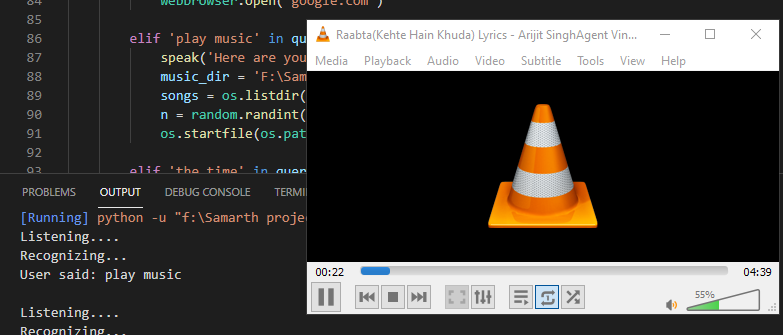 84 webbrowser.open("google.com")
85
86 elif 'play music' in qu
87 speak('Here are you
88 music_dir = 'F:\Sam
89 songs = os.listdir(
90 n = random.randint(
91 os.startfile(os.pat
92
93 elif 'the time' in quer
PROBLEMS OUTPUT DEBUG CONSOLE TERMI
[Running] python -u "f:\Samarth projec
Listening....
Recognizing...
User said: play music
Listening....
Recognizing...
Raabta(Kehte Hain Khuda) Lyrics - Arijit SinghAgent Vin...
Media Playback Audio Video Subtitle Tools View Help
00:22 04:39
55%